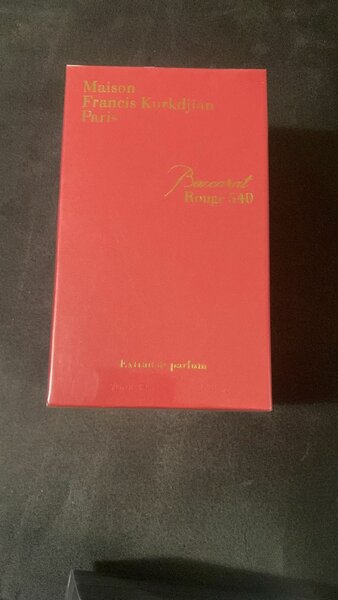 Maison
Francis Kurkdjian
Paris
Baccarat
Rouge 540
Extrait de parfum